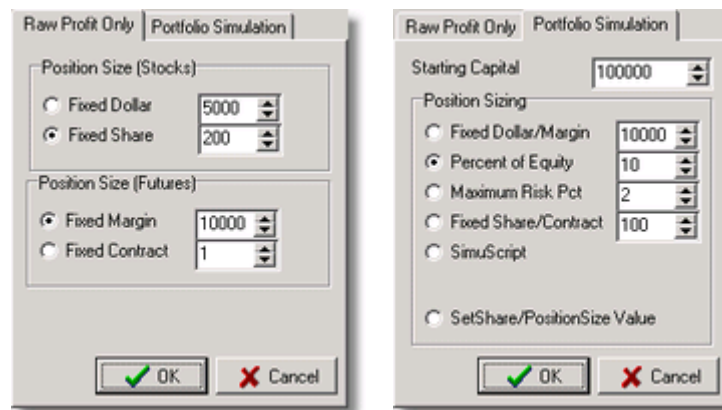 Raw Profit Only Portfolio Simulation
Position Size (Stocks)
Fixed Dollar 5000
Fixed Share 200
Position Size (Futures)
Fixed Margin 10000
Fixed Contract 1
OK Cancel
Raw Profit Only Portfolio Simulation
Starting Capital 100000
Position Sizing
Fixed Dollar/Margin 10000
Percent of Equity 10
Maximum Risk Pct 2
Fixed Share/Contract 100
SimuScript
SetShare/PositionSize Value
OK Cancel